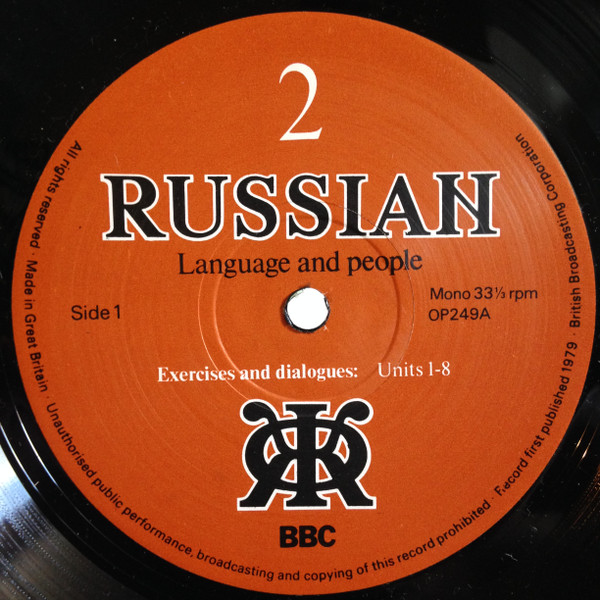 2
RUSSIAN
Language and people
Side 1
Mono 33⅓ rpm
OP249A
Exercises and dialogues: Units 1-8
BBC
All rights reserved · Made in Great Britain · Unauthorised public performance, broadcasting and copying of this record prohibited · Record first published 1979 · British Broadcasting Corporation